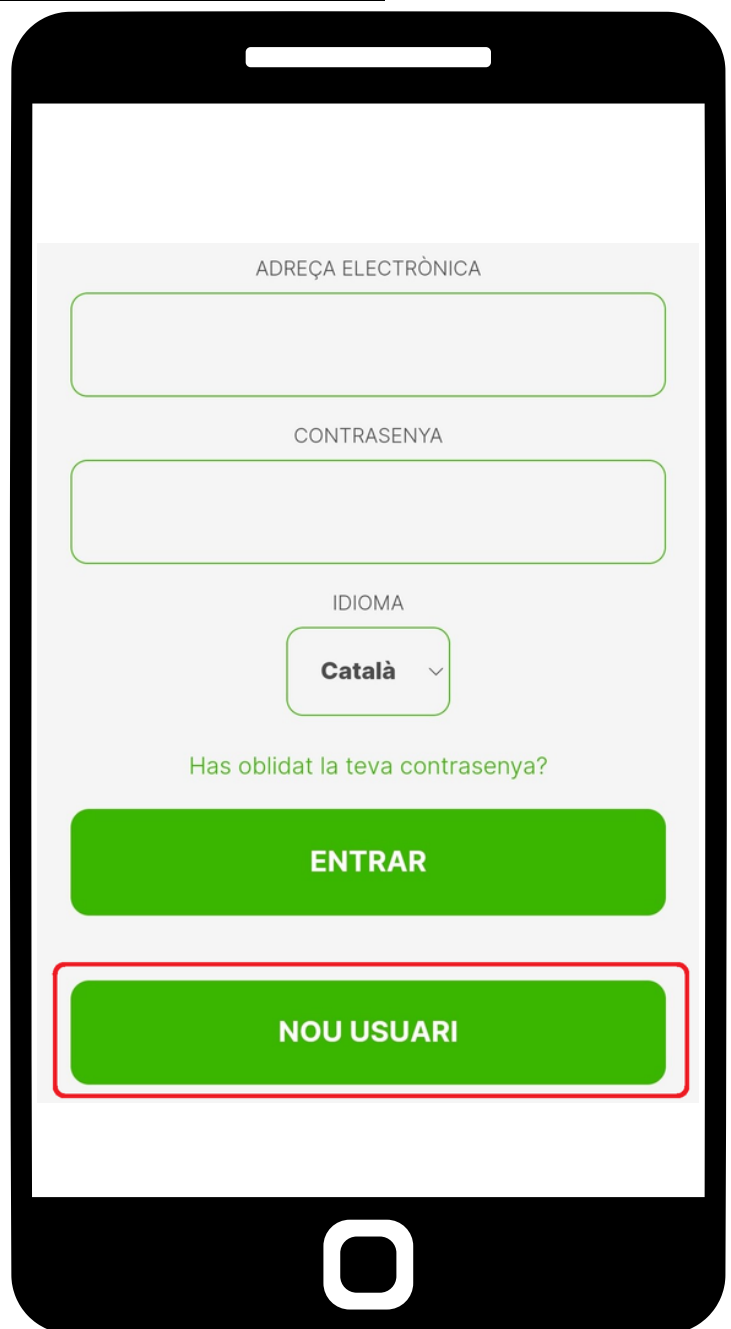 ADREÇA ELECTRÒNICA
CONTRASENYA
IDIOMA
Català
Has oblidat la teva contrasenya?
ENTRAR
NOU USUARI